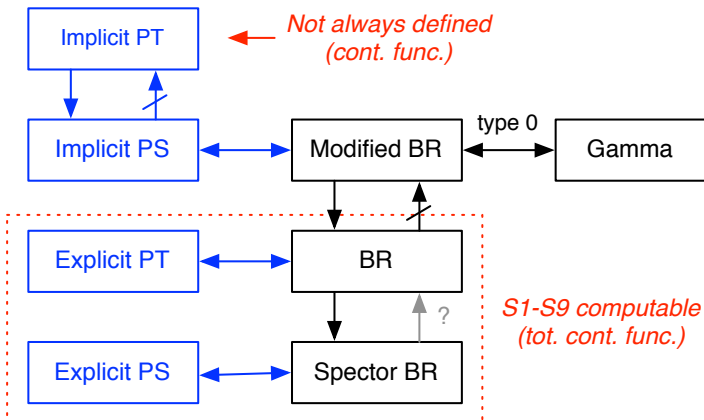 Implicit PT
Not always defined
(cont. func.)
Implicit PS
Modified BR
type 0
Gamma
Explicit PT
BR
S1-S9 computable
(tot. cont. func.)
?
Explicit PS
Spector BR